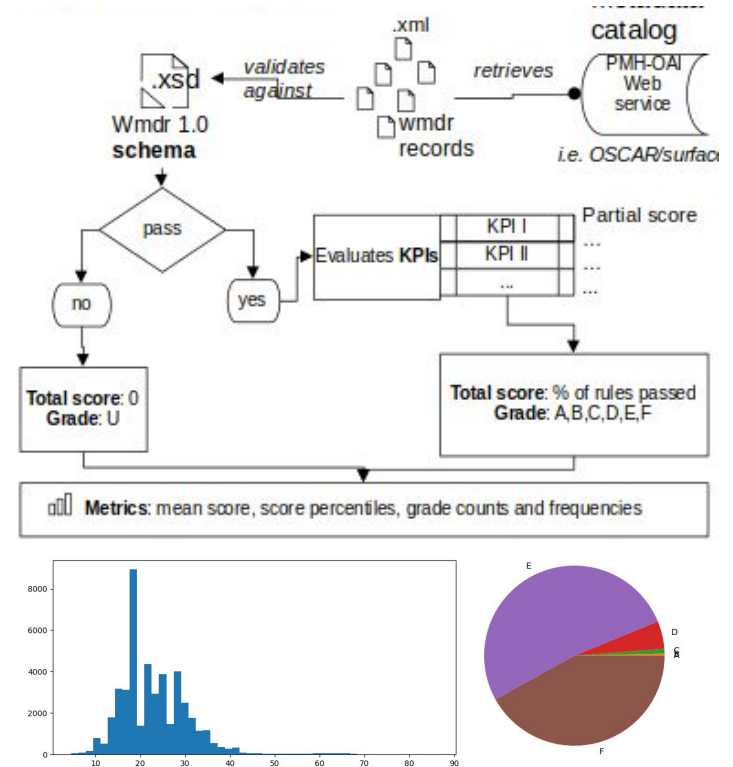 .xml
catalog
.xsd
validates
against
retrieves
PMH-OAI
Web
service
Wmdr 1.0
schema
wmdr
records
i.e. OSCAR/surface
pass
no
yes
Evaluates KPIs
KPI I
KPI II
...
Partial score
...
...
...
Total score: 0
Grade: U
Total score: % of rules passed
Grade: A,B,C,D,E,F
Metrics: mean score, score percentiles, grade counts and frequencies
8000
6000
4000
2000
0
10 20 30 40 50 60 70 80 90
E
D
C
A
F